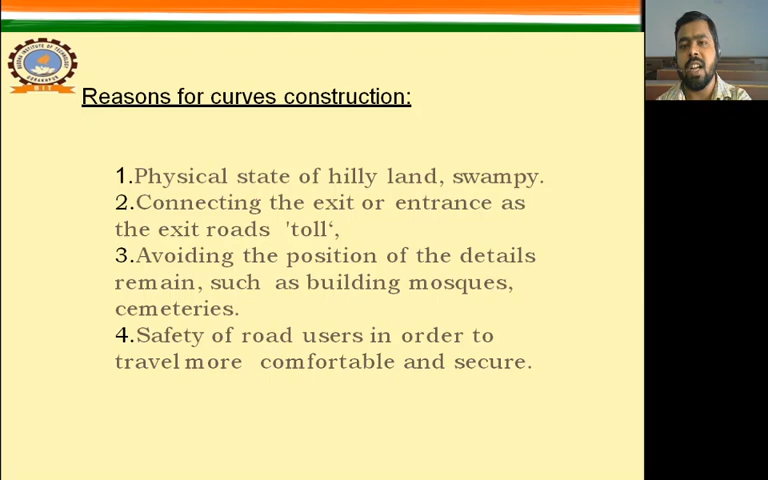 Reasons for curves construction:
1.Physical state of hilly land, swampy.
2.Connecting the exit or entrance as
the exit roads 'toll‘,
3.Avoiding the position of the details
remain, such as building mosques,
cemeteries.
4.Safety of road users in order to
travel more comfortable and secure.